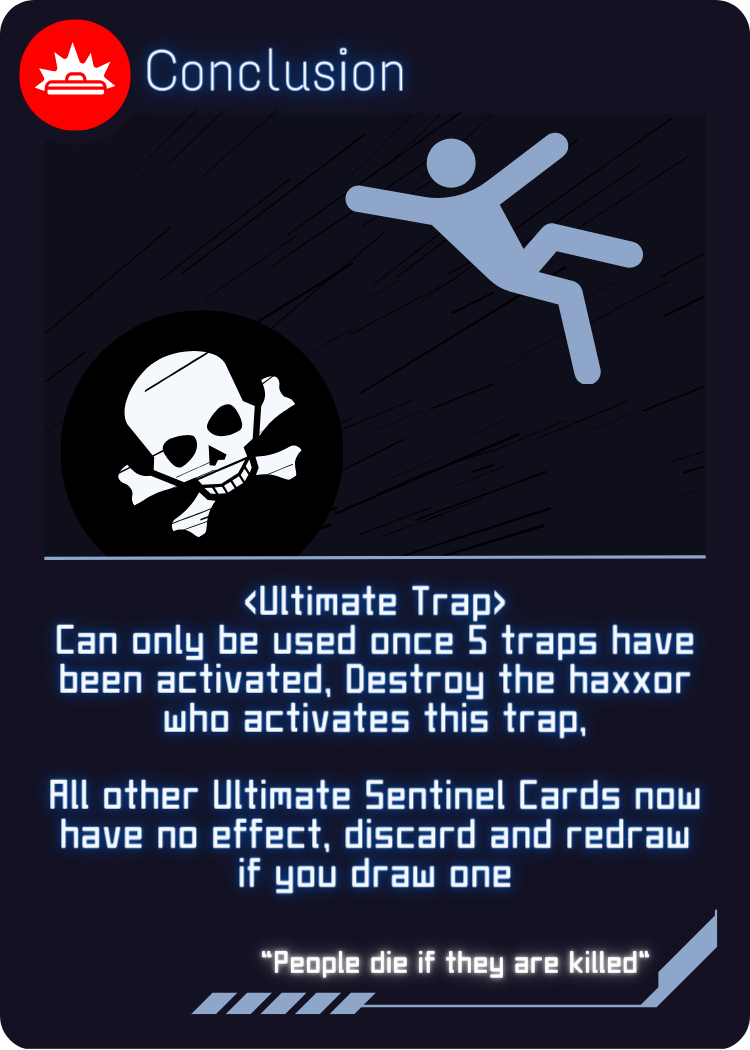 Conclusion
<Ultimate Trap>
Can only be used once 5 traps have
been activated, Destroy the haxxor
who activates this trap,
All other Ultimate Sentinel Cards now
have no effect, discard and redraw
if you draw one
“People die if they are killed“